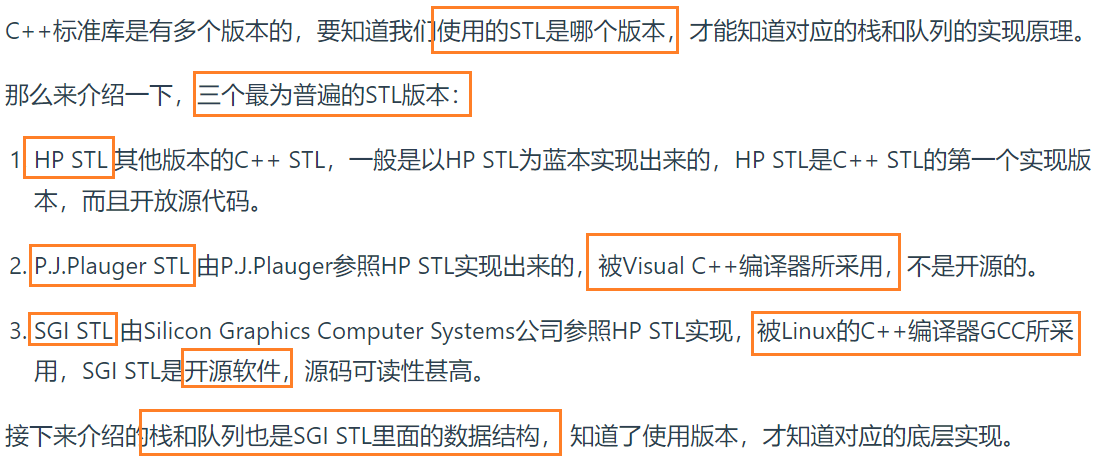 C++标准库是有多个版本的，要知道我们使用的STL是哪个版本，才能知道对应的栈和队列的实现原理。
那么来介绍一下，三个最为普遍的STL版本：
1 HP STL 其他版本的C++ STL，一般是以HP STL为蓝本实现出来的，HP STL是C++ STL的第一个实现版
本，而且开放源代码。
2. P.J.Plauger STL 由P.J.Plauger参照HP STL实现出来的，被Visual C++编译器所采用，不是开源的。
3. SGI STL 由Silicon Graphics Computer Systems公司参照HP STL实现，被Linux的C++编译器GCC所采
用，SGI STL是开源软件，源码可读性甚高。
接下来介绍的栈和队列也是SGI STL里面的数据结构，知道了使用版本，才知道对应的底层实现。